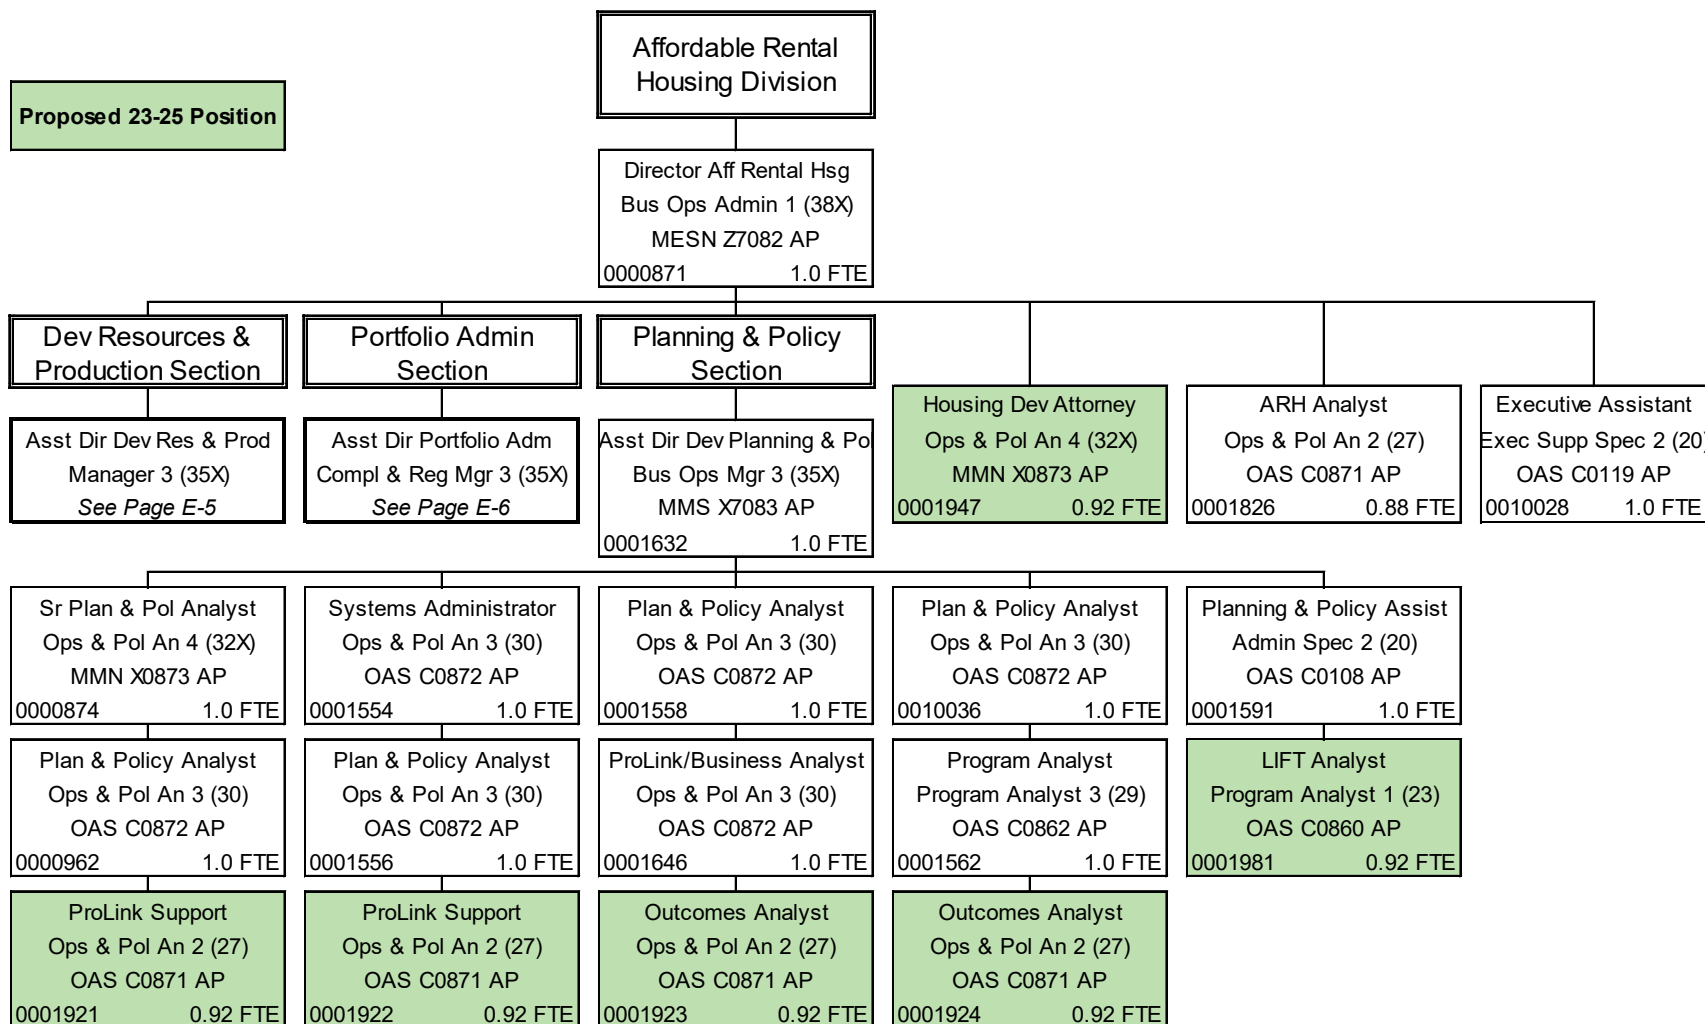 Affordable Rental
Housing Division
Proposed 23-25 Position
Director Aff Rental Hsg
Bus Ops Admin 1 (38X)
MESN Z7082 AP
0000871 1.0 FTE
Dev Resources &
Production Section
Portfolio Admin
Section
Planning & Policy
Section
Asst Dir Dev Res & Prod
Manager 3 (35X)
See Page E-5
Asst Dir Portfolio Adm
Compl & Reg Mgr 3 (35X)
See Page E-6
Asst Dir Dev Planning & Pol
Bus Ops Mgr 3 (35X)
MMS X7083 AP
0001632 1.0 FTE
Housing Dev Attorney
Ops & Pol An 4 (32X)
MMN X0873 AP
0001947 0.92 FTE
ARH Analyst
Ops & Pol An 2 (27)
OAS C0871 AP
0001826 0.88 FTE
Executive Assistant
Exec Supp Spec 2 (20)
OAS C0119 AP
0010028 1.0 FTE
Sr Plan & Pol Analyst
Ops & Pol An 4 (32X)
MMN X0873 AP
0000874 1.0 FTE
Systems Administrator
Ops & Pol An 3 (30)
OAS C0872 AP
0001554 1.0 FTE
Plan & Policy Analyst
Ops & Pol An 3 (30)
OAS C0872 AP
0001558 1.0 FTE
Plan & Policy Analyst
Ops & Pol An 3 (30)
OAS C0872 AP
0010036 1.0 FTE
Planning & Policy Assist
Admin Spec 2 (20)
OAS C0108 AP
0001591 1.0 FTE
Plan & Policy Analyst
Ops & Pol An 3 (30)
OAS C0872 AP
0000962 1.0 FTE
Plan & Policy Analyst
Ops & Pol An 3 (30)
OAS C0872 AP
0001556 1.0 FTE
ProLink/Business Analyst
Ops & Pol An 3 (30)
OAS C0872 AP
0001646 1.0 FTE
Program Analyst
Program Analyst 3 (29)
OAS C0862 AP
0001562 1.0 FTE
LIFT Analyst
Program Analyst 1 (23)
OAS C0860 AP
0001981 0.92 FTE
ProLink Support
Ops & Pol An 2 (27)
OAS C0871 AP
0001921 0.92 FTE
ProLink Support
Ops & Pol An 2 (27)
OAS C0871 AP
0001922 0.92 FTE
Outcomes Analyst
Ops & Pol An 2 (27)
OAS C0871 AP
0001923 0.92 FTE
Outcomes Analyst
Ops & Pol An 2 (27)
OAS C0871 AP
0001924 0.92 FTE